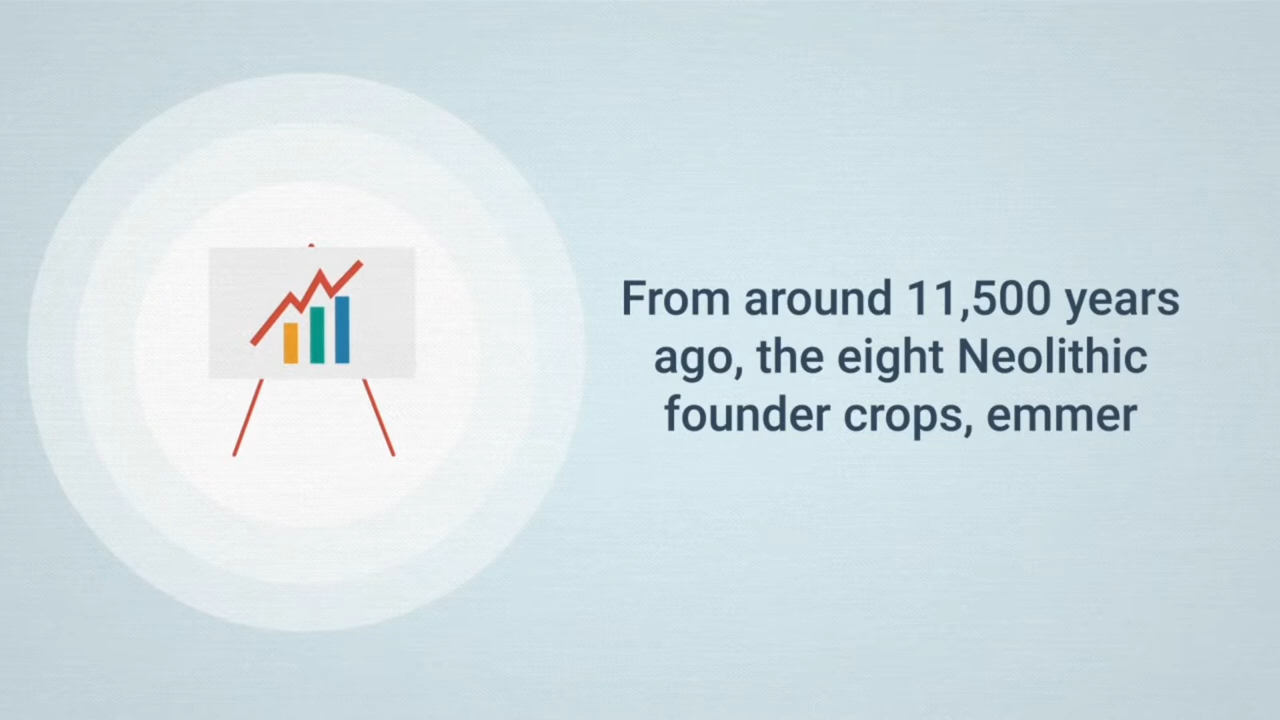 From around 11,500 years
ago, the eight Neolithic
founder crops, emmer